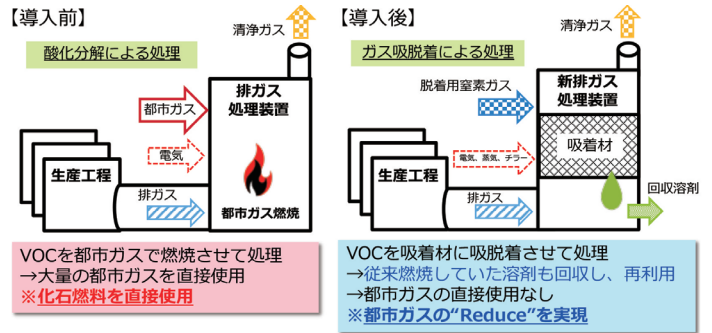 【導入前】
清浄ガス
酸化分解による処理
排ガス
処理装置
都市ガス
電気
生産工程
排ガス
都市ガス燃焼
VOCを都市ガスで燃焼させて処理
→大量の都市ガスを直接使用
※化石燃料を直接使用
【導入後】
清浄ガス
ガス吸脱着による処理
脱着用窒素ガス
新排ガス
処理装置
吸着材
電気、蒸気、チラー
生産工程
排ガス
回収溶剤
VOCを吸着材に吸脱着させて処理
→従来燃焼していた溶剤も回収し、再利用
→都市ガスの直接使用なし
※都市ガスの“Reduce”を実現